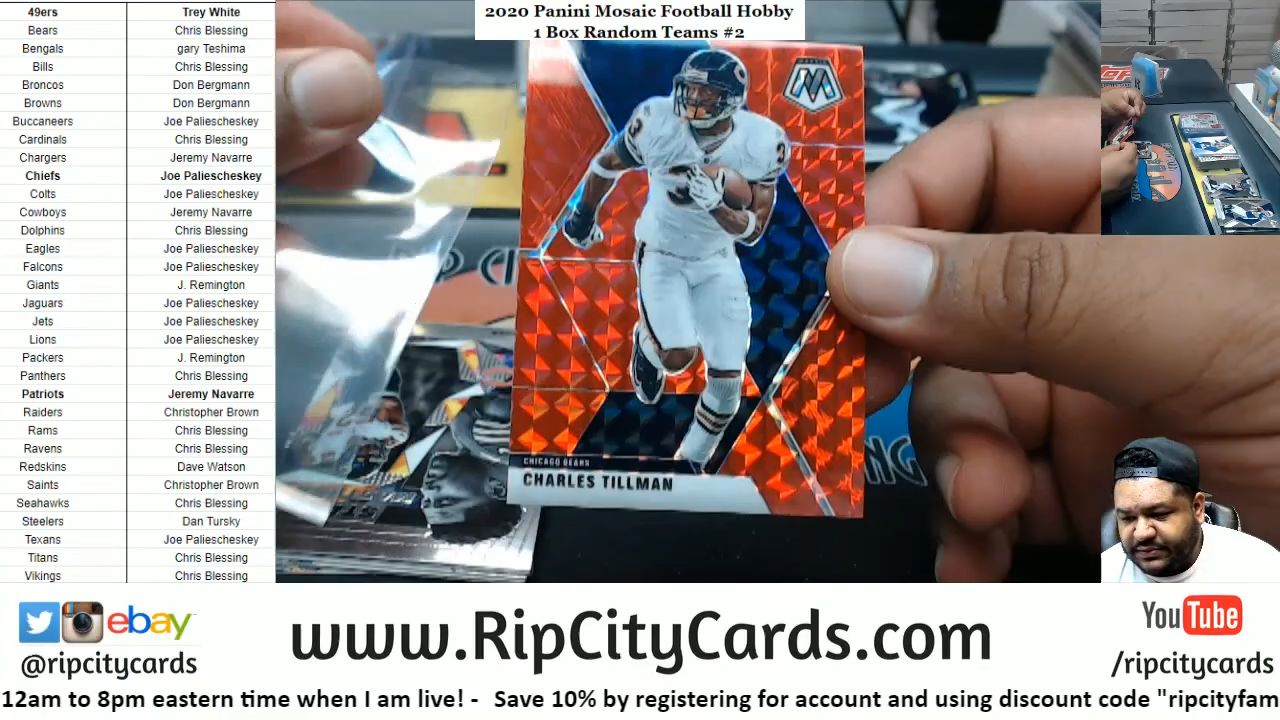 2020 Panini Mosaic Football Hobby
1 Box Random Teams #2
49ers Trey White
Bears Chris Blessing
Bengals gary Teshima
Bills Chris Blessing
Broncos Don Bergmann
Browns Don Bergmann
Buccaneers Joe Paliescheskey
Cardinals Chris Blessing
Chargers Jeremy Navarre
Chiefs Joe Paliescheskey
Colts Joe Paliescheskey
Cowboys Jeremy Navarre
Dolphins Chris Blessing
Eagles Joe Paliescheskey
Falcons Joe Paliescheskey
Giants J. Remington
Jaguars Joe Paliescheskey
Jets Joe Paliescheskey
Lions Joe Paliescheskey
Packers J. Remington
Panthers Chris Blessing
Patriots Jeremy Navarre
Raiders Christopher Brown
Rams Chris Blessing
Ravens Chris Blessing
Redskins Dave Watson
Saints Christopher Brown
Seahawks Chris Blessing
Steelers Dan Tursky
Texans Joe Paliescheskey
Titans Chris Blessing
Vikings Chris Blessing
MOSAIC
CHICAGO BEARS
CHARLES TILLMAN
ebay
@ripcitycards
www.RipCityCards.com
YouTube
/ripcitycards
12am to 8pm eastern time when I am live! - Save 10% by registering for account and using discount code "ripcityfam